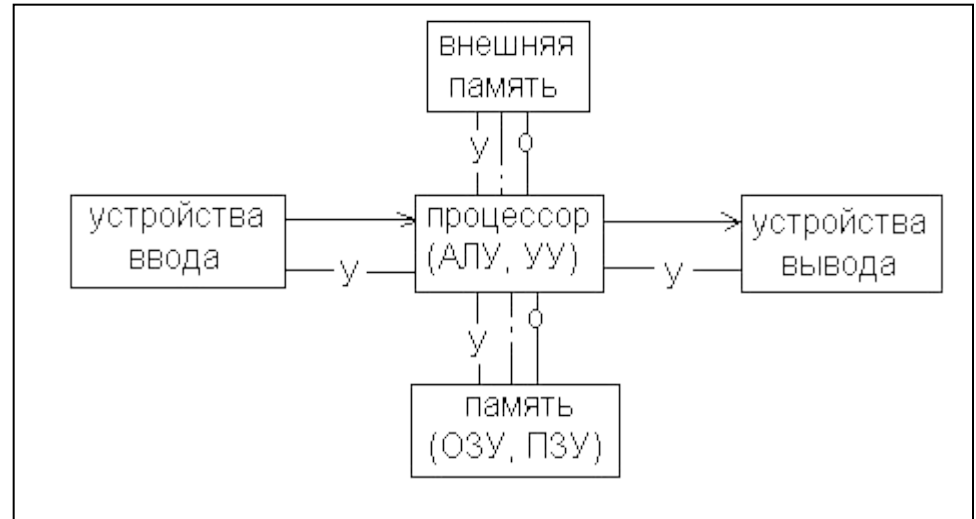 внешняя
память
У
о
устройства
ввода
У
процессор
(АЛУ, УУ)
У
устройства
вывода
У
о
память
(ОЗУ, ПЗУ)